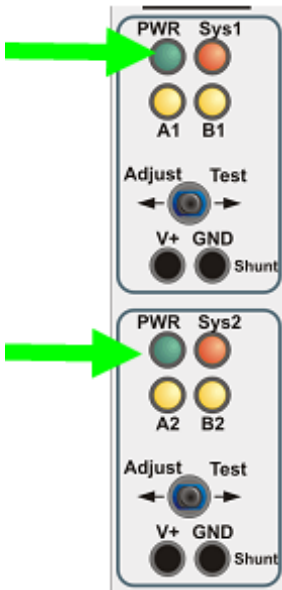 PWR Sys1
A1 B1
Adjust Test
V+ GND
Shunt
PWR Sys2
A2 B2
Adjust Test
V+ GND
Shunt